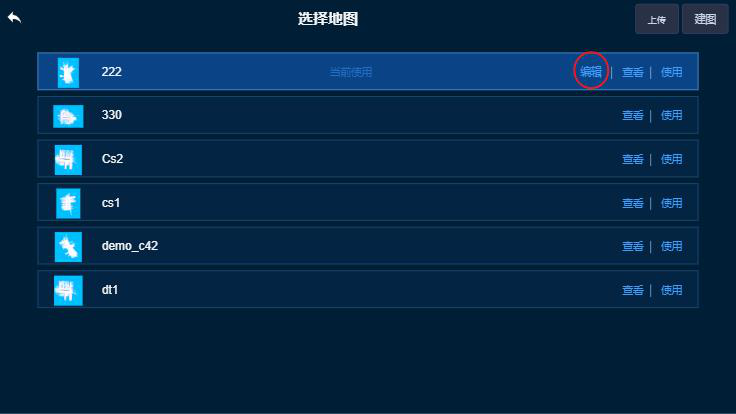 选择地图
上传
建图
222 当前使用 编辑 | 查看 | 使用
330 查看 | 使用
Cs2 查看 | 使用
cs1 查看 | 使用
demo_c42 查看 | 使用
dt1 查看 | 使用